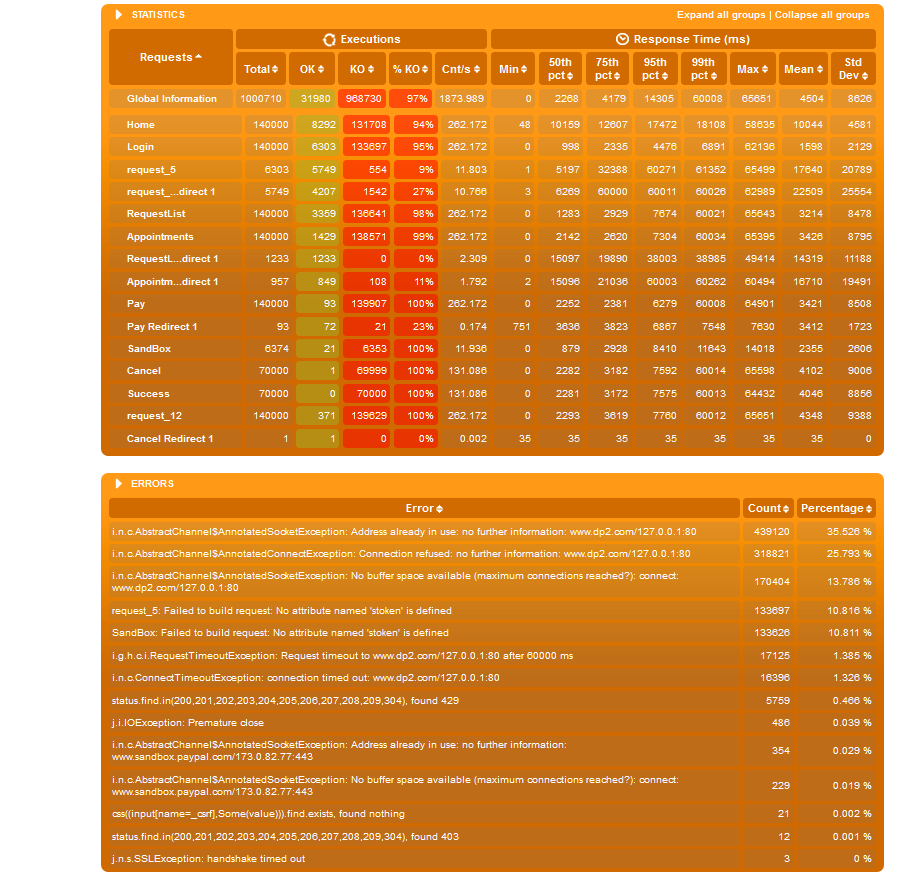 STATISTICS Expand all groups | Collapse all groups
Requests Executions Response Time (ms)
Total OK KO % KO Cnt/s Min 50th pct 75th pct 95th pct 99th pct Max Mean Std Dev
Global Information 1000710 31980 968730 97% 1873.989 0 2268 4179 14305 60008 65651 4504 8626
Home 140000 8292 131708 94% 262.172 48 10159 12607 17472 18108 58635 10044 4581
Login 140000 6303 133697 95% 262.172 0 998 2335 4476 6891 62136 1598 2129
request_5 6303 5749 554 9% 11.803 1 5197 32388 60271 61352 65499 17640 20789
request_...direct 1 5749 4207 1542 27% 10.766 3 6269 60000 60011 60026 62989 22509 25554
RequestList 140000 3359 136641 98% 262.172 0 1283 2929 7674 60021 65643 3214 8478
Appointments 140000 1429 138571 99% 262.172 0 2142 2620 7304 60034 65395 3426 8795
RequestL...direct 1 1233 1233 0 0% 2.309 0 15097 19890 38003 38985 49414 14319 11188
Appointm...direct 1 957 849 108 11% 1.792 2 15096 21036 60003 60262 60494 16710 19491
Pay 140000 93 139907 100% 262.172 0 2252 2381 6279 60008 64901 3421 8508
Pay Redirect 1 93 72 21 23% 0.174 751 3636 3823 6867 7548 7630 3412 1723
SandBox 6374 21 6353 100% 11.936 0 879 2928 8410 11643 14018 2355 2606
Cancel 70000 1 69999 100% 131.086 0 2282 3182 7592 60014 65598 4102 9006
Success 70000 0 70000 100% 131.086 0 2281 3172 7575 60013 64432 4046 8856
request_12 140000 371 139629 100% 262.172 0 2293 3619 7760 60012 65651 4348 9388
Cancel Redirect 1 1 1 0 0% 0.002 35 35 35 35 35 35 35 0
ERRORS
Error Count Percentage
i.n.c.AbstractChannel$AnnotatedSocketException: Address already in use: no further information: www.dp2.com/127.0.0.1:80 439120 35.526 %
i.n.c.AbstractChannel$AnnotatedConnectException: Connection refused: no further information: www.dp2.com/127.0.0.1:80 318821 25.793 %
i.n.c.AbstractChannel$AnnotatedSocketException: No buffer space available (maximum connections reached?): connect:
www.dp2.com/127.0.0.1:80 170404 13.786 %
request_5: Failed to build request: No attribute named 'stoken' is defined 133697 10.816 %
SandBox: Failed to build request: No attribute named 'stoken' is defined 133626 10.811 %
i.g.h.c.i.RequestTimeoutException: Request timeout to www.dp2.com/127.0.0.1:80 after 60000 ms 17125 1.385 %
i.n.c.ConnectTimeoutException: connection timed out: www.dp2.com/127.0.0.1:80 16396 1.326 %
status.find.in(200,201,202,203,204,205,206,207,208,209,304), found 429 5759 0.466 %
j.i.IOException: Premature close 486 0.039 %
i.n.c.AbstractChannel$AnnotatedSocketException: Address already in use: no further information:
www.sandbox.paypal.com/173.0.82.77:443 354 0.029 %
i.n.c.AbstractChannel$AnnotatedSocketException: No buffer space available (maximum connections reached?): connect:
www.sandbox.paypal.com/173.0.82.77:443 229 0.019 %
css((input[name=_csrf],Some(value))).find.exists, found nothing 21 0.002 %
status.find.in(200,201,202,203,204,205,206,207,208,209,304), found 403 12 0.001 %
j.n.s.SSLException: handshake timed out 3 0 %